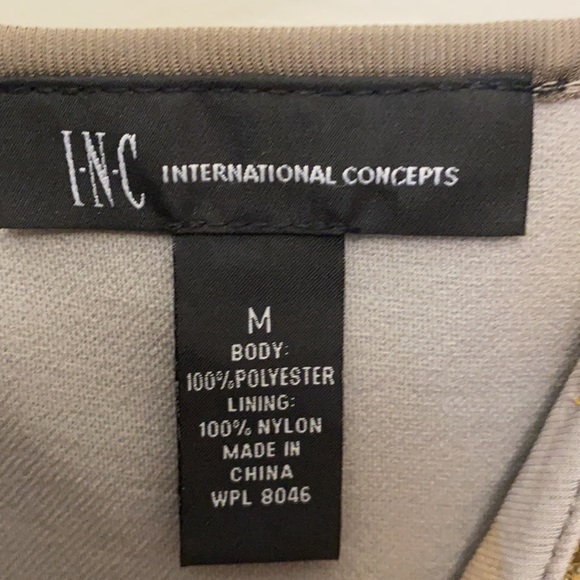 I·N·C INTERNATIONAL CONCEPTS
M
BODY:
100%POLYESTER
LINING:
100% NYLON
MADE IN
CHINA
WPL 8046